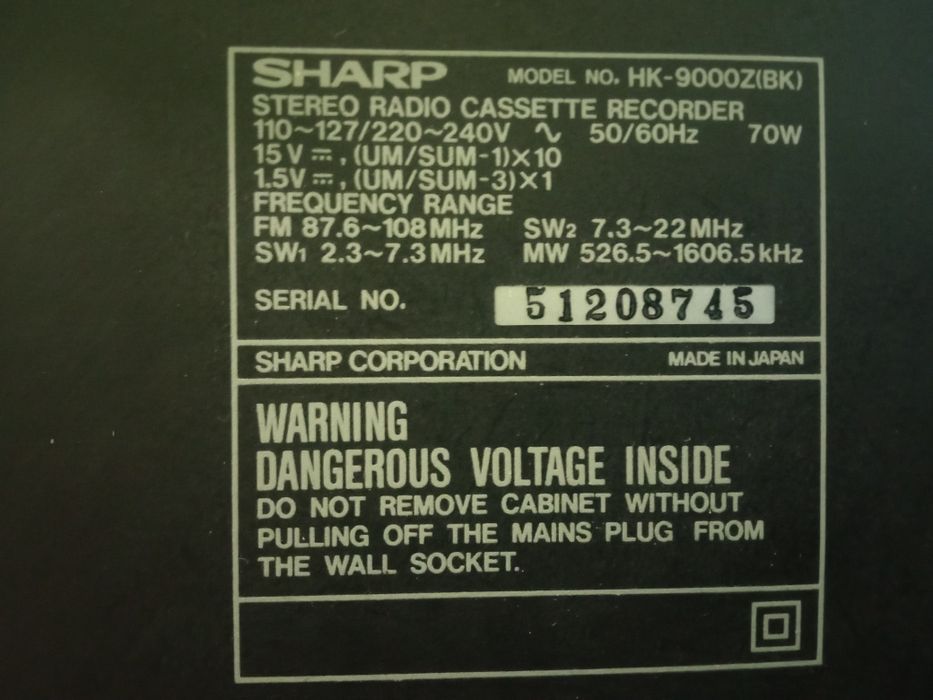 SHARP MODEL NO. HK-9000Z(BK)
STEREO RADIO CASSETTE RECORDER
110~127/220~240V ∿ 50/60Hz 70W
15V ⎓, (UM/SUM-1)×10
1.5V ⎓, (UM/SUM-3)×1
FREQUENCY RANGE
FM 87.6~108MHz SW2 7.3~22MHz
SW1 2.3~7.3MHz MW 526.5~1606.5kHz
SERIAL NO. 51208745
SHARP CORPORATION MADE IN JAPAN
WARNING
DANGEROUS VOLTAGE INSIDE
DO NOT REMOVE CABINET WITHOUT
PULLING OFF THE MAINS PLUG FROM
THE WALL SOCKET.